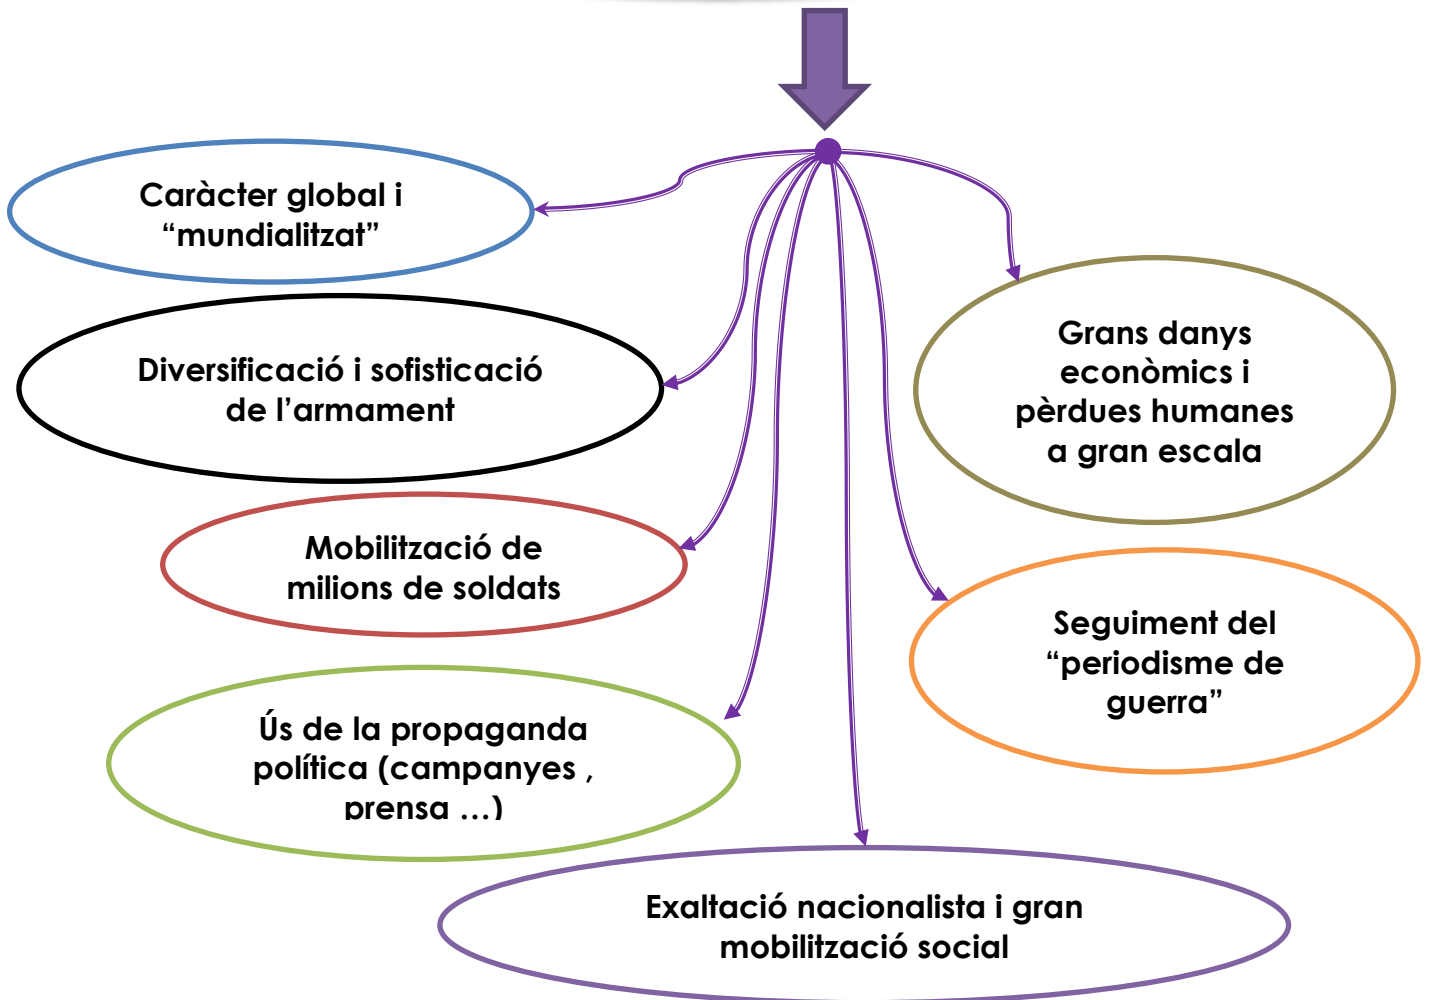 Caràcter global i
“mundialitzat”
Diversificació i sofisticació
de l’armament
Mobilització de
milions de soldats
Ús de la propaganda
política (campanyes ,
prensa …)
Exaltació nacionalista i gran
mobilització social
Grans danys
econòmics i
pèrdues humanes
a gran escala
Seguiment del
“periodisme de
guerra”